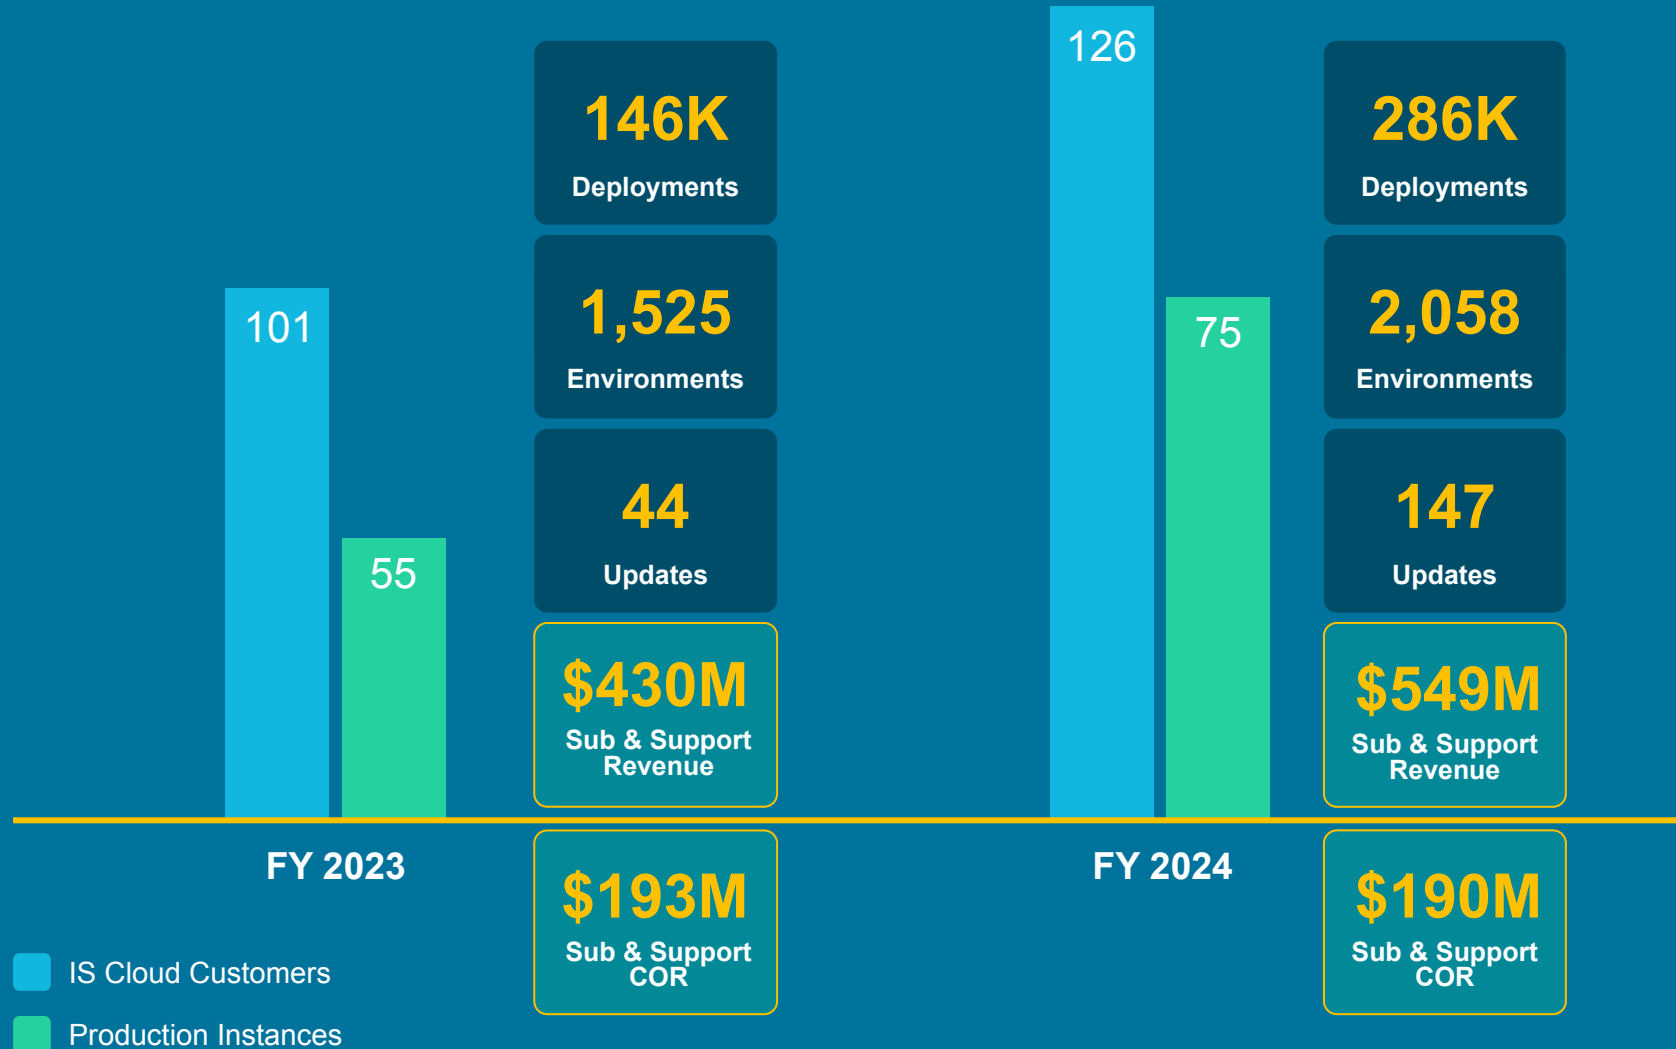 101
55
146K
Deployments
1,525
Environments
44
Updates
$430M
Sub & Support
Revenue
FY 2023
$193M
Sub & Support
COR
126
75
286K
Deployments
2,058
Environments
147
Updates
$549M
Sub & Support
Revenue
FY 2024
$190M
Sub & Support
COR
IS Cloud Customers
Production Instances